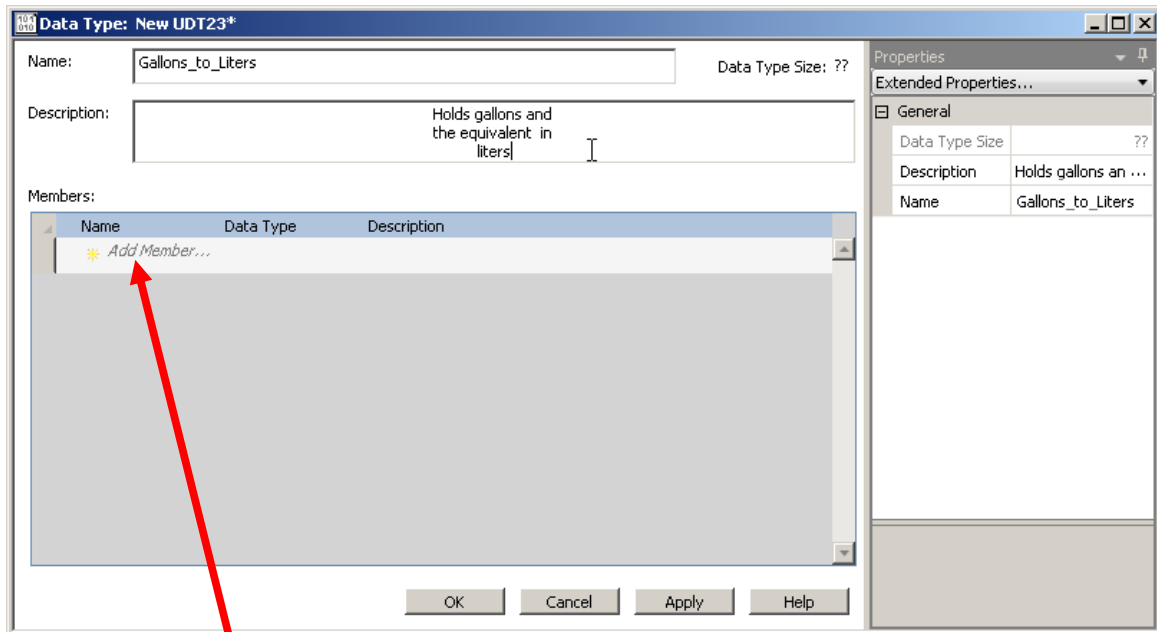 Data Type: New UDT23*
Name:
Gallons_to_Liters
Data Type Size: ??
Description:
Holds gallons and
the equivalent in
liters
Members:
Name Data Type Description
Add Member...
OK Cancel Apply Help
Properties
Extended Properties...
General
Data Type Size ??
Description Holds gallons an ...
Name Gallons_to_Liters